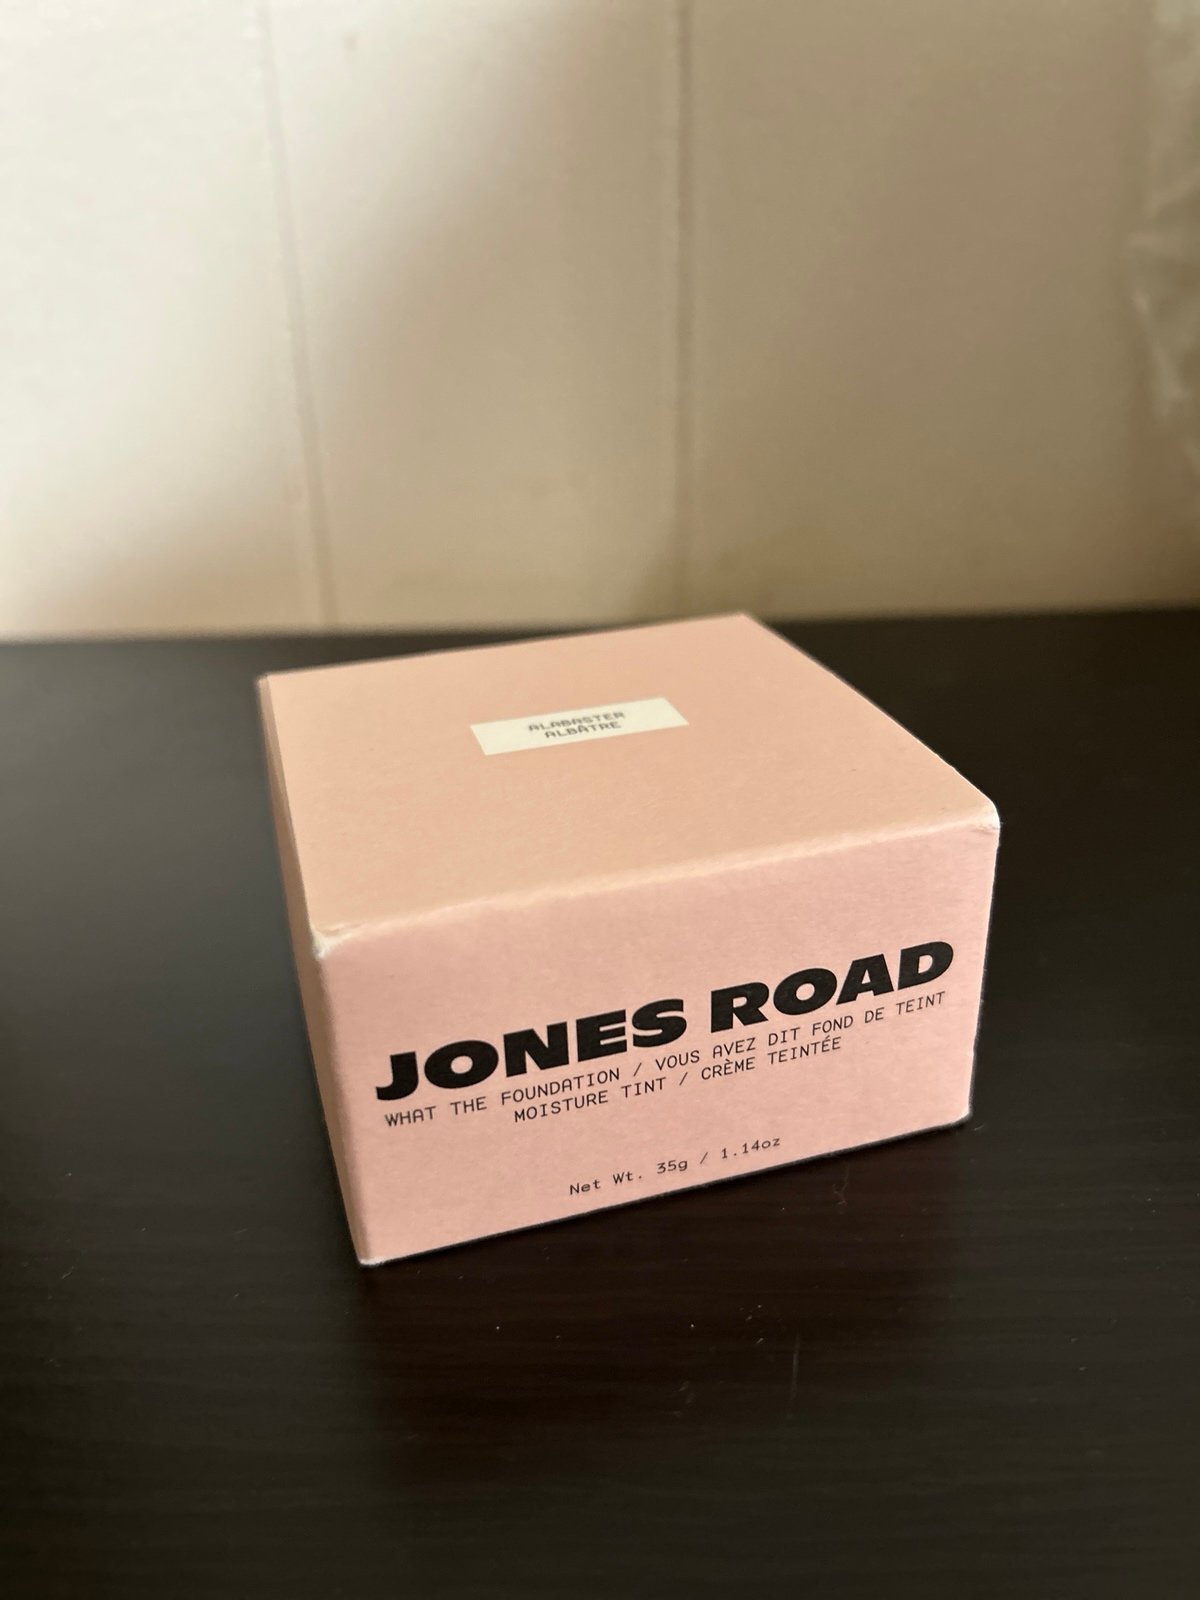 ALABASTER
ALBÂTRE
JONES ROAD
WHAT THE FOUNDATION / VOUS AVEZ DIT FOND DE TEINT
MOISTURE TINT / CRÈME TEINTÉE
Net Wt. 35g / 1.14oz